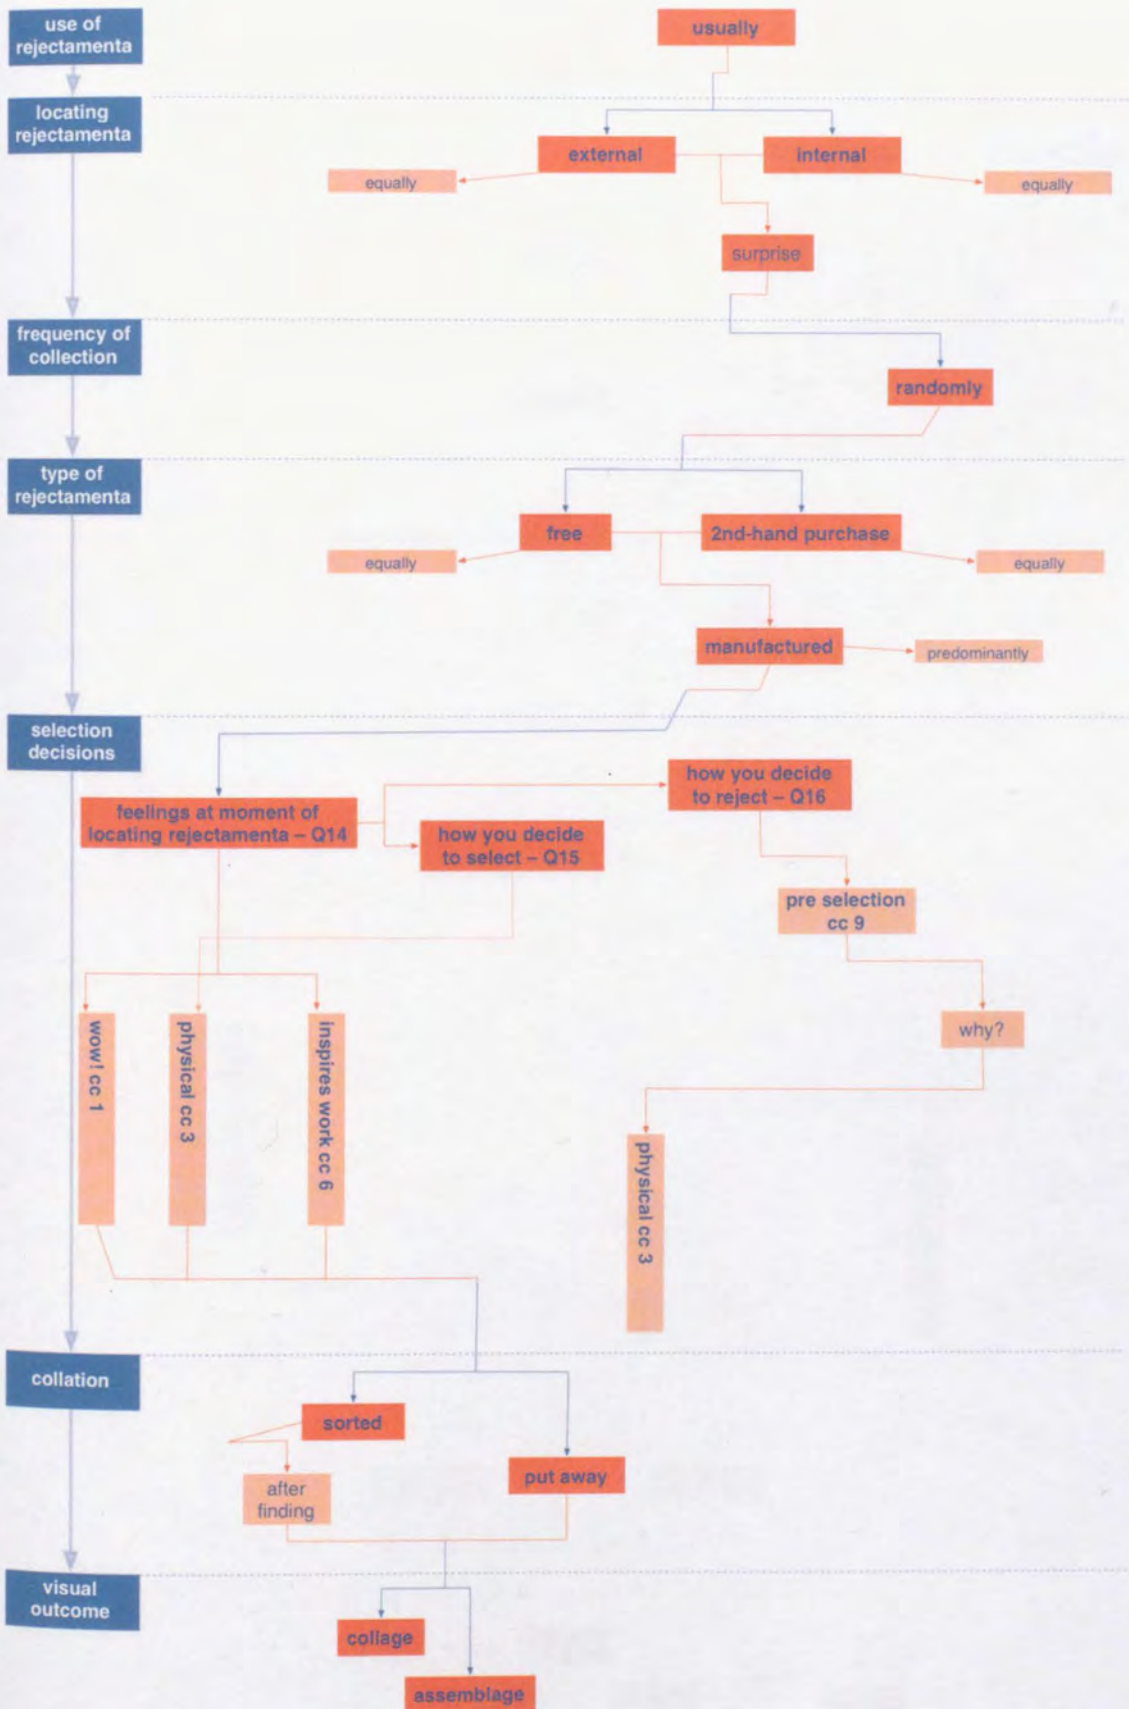 use of
rejectamenta
usually
locating
rejectamenta
external
internal
equally
equally
surprise
frequency of
collection
randomly
type of
rejectamenta
free
2nd-hand purchase
equally
equally
manufactured
predominantly
selection
decisions
feelings at moment of
locating rejectamenta – Q14
how you decide
to reject – Q16
how you decide
to select – Q15
pre selection
cc 9
why?
wow! cc 1
physical cc 3
inspires work cc 6
physical cc 3
collation
sorted
put away
after
finding
visual
outcome
collage
assemblage